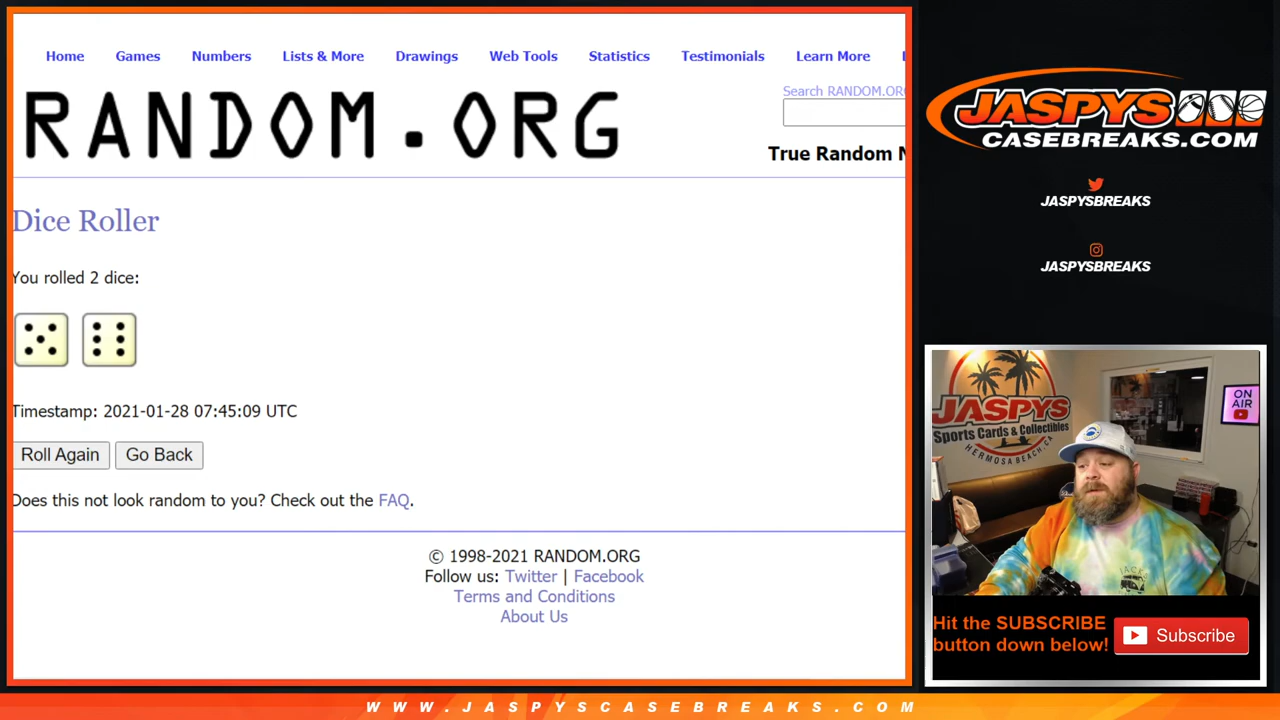 Home Games Numbers Lists & More Drawings Web Tools Statistics Testimonials Learn More
RANDOM.ORG
Search RANDOM.ORG
True Random N
Dice Roller
You rolled 2 dice:
Timestamp: 2021-01-28 07:45:09 UTC
Roll Again Go Back
Does this not look random to you? Check out the FAQ.
© 1998-2021 RANDOM.ORG
Follow us: Twitter | Facebook
Terms and Conditions
About Us
JASPYS
CASEBREAKS.COM
JASPYSBREAKS
JASPYSBREAKS
JASPYS
Sports Cards & Collectibles
HERMOSA BEACH, CA
ON
AIR
Hit the SUBSCRIBE
button down below!
Subscribe
WWW.JASPYSCASEBREAKS.COM